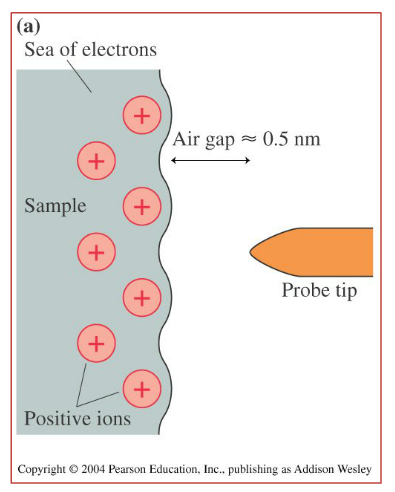 (a)
Sea of electrons
+
Air gap ≈ 0.5 nm
+
Sample
+
+
Probe tip
+
+
+
Positive ions
Copyright © 2004 Pearson Education, Inc., publishing as Addison Wesley